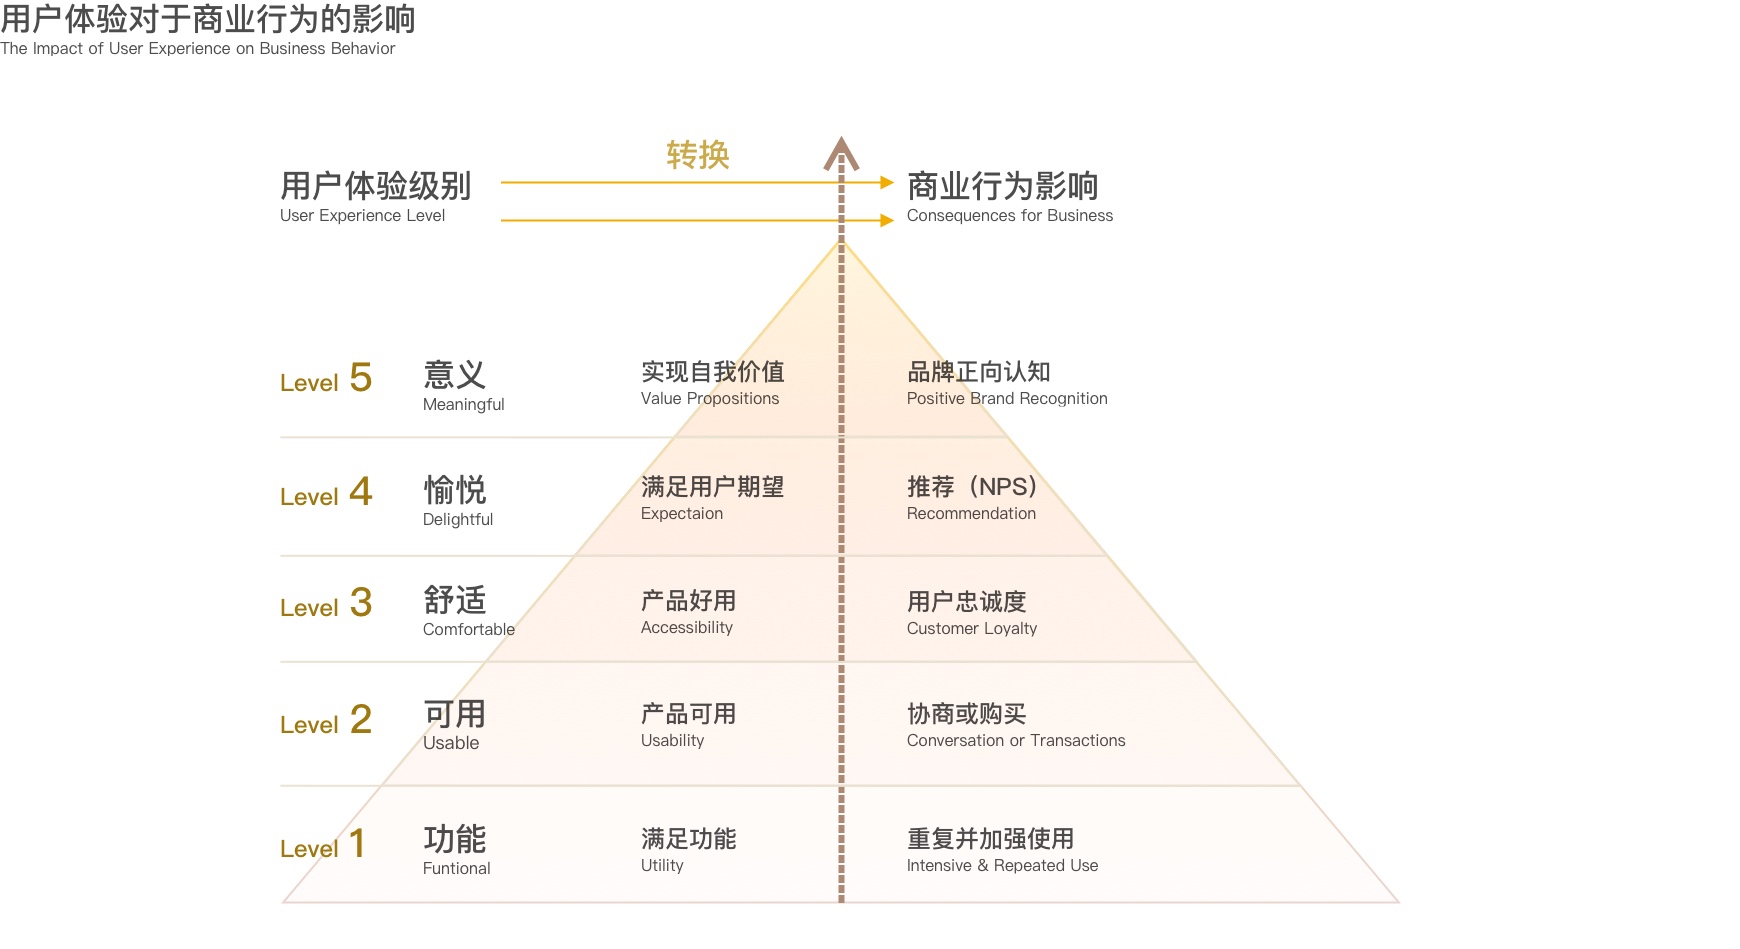 用户体验对于商业行为的影响
The Impact of User Experience on Business Behavior
转换
用户体验级别
User Experience Level
商业行为影响
Consequences for Business
Level 5
意义
Meaningful
实现自我价值
Value Propositions
品牌正向认知
Positive Brand Recognition
Level 4
愉悦
Delightful
满足用户期望
Expectaion
推荐（NPS）
Recommendation
Level 3
舒适
Comfortable
产品好用
Accessibility
用户忠诚度
Customer Loyalty
Level 2
可用
Usable
产品可用
Usability
协商或购买
Conversation or Transactions
Level 1
功能
Funtional
满足功能
Utility
重复并加强使用
Intensive & Repeated Use